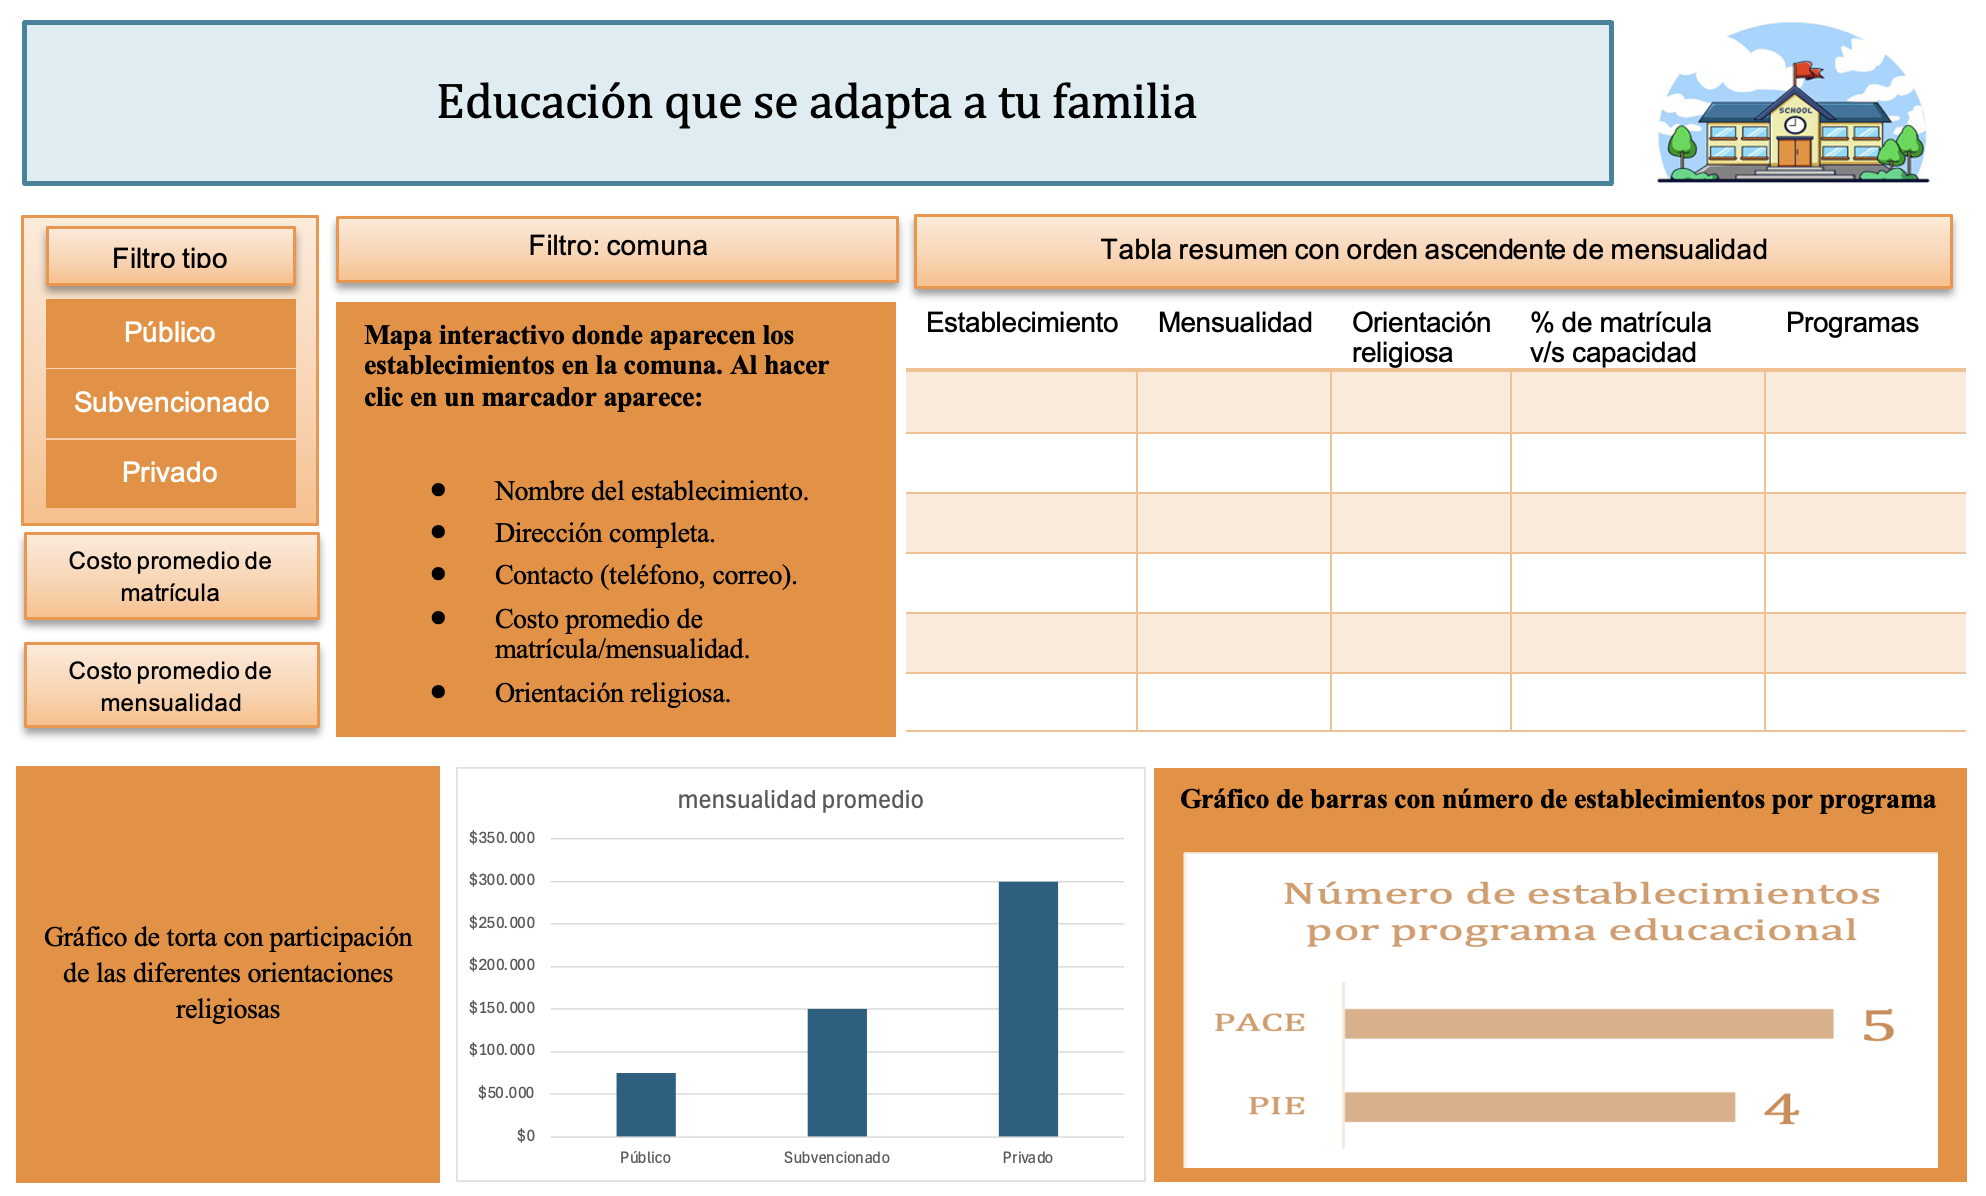 Educación que se adapta a tu familia
SCHOOL
Filtro tipo
Público
Subvencionado
Privado
Costo promedio de
matrícula
Costo promedio de
mensualidad
Filtro: comuna
Mapa interactivo donde aparecen los
establecimientos en la comuna. Al hacer
clic en un marcador aparece:
● Nombre del establecimiento.
● Dirección completa.
● Contacto (teléfono, correo).
● Costo promedio de
matrícula/mensualidad.
● Orientación religiosa.
Tabla resumen con orden ascendente de mensualidad
Establecimiento Mensualidad Orientación religiosa % de matrícula v/s capacidad Programas
Gráfico de torta con participación
de las diferentes orientaciones
religiosas
mensualidad promedio
$350.000
$300.000
$250.000
$200.000
$150.000
$100.000
$50.000
$0
Público Subvencionado Privado
Gráfico de barras con número de establecimientos por programa
Número de establecimientos
por programa educacional
PACE 5
PIE 4